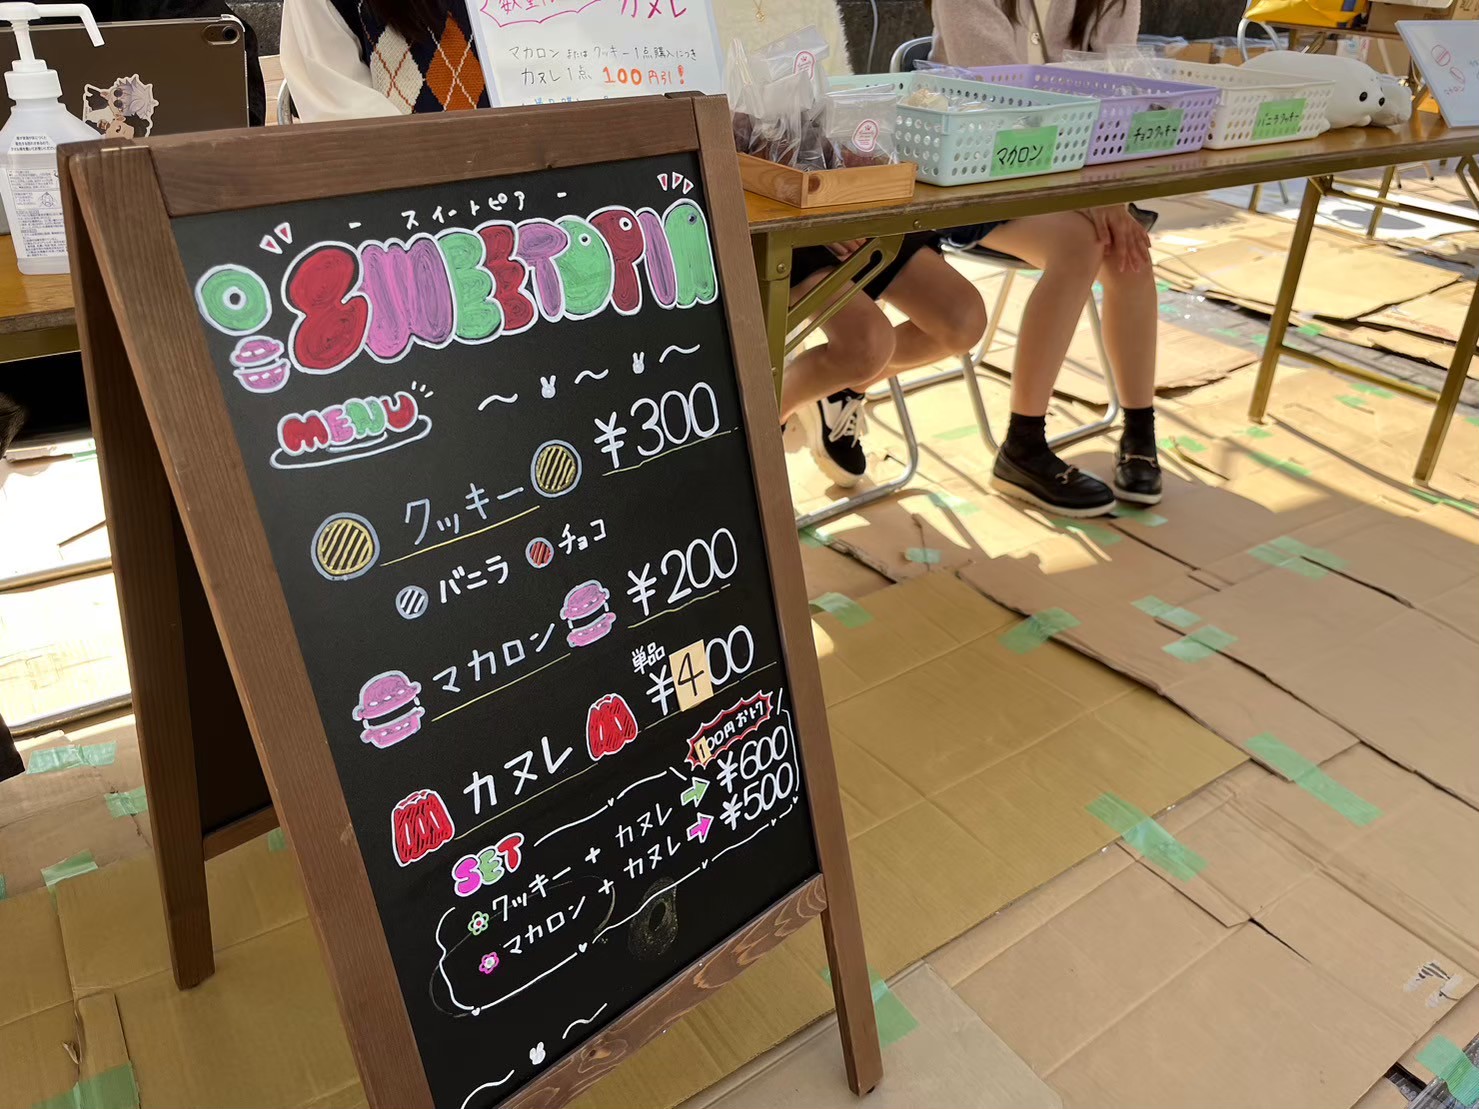 カヌレ
マカロン または クッキー 1点購入につき
カヌレ1点 100円引!
マカロン
チョコクッキー
バニラクッキー
スイートピア
SWEETOPIA
MENU
クッキー ¥300
バニラ チョコ
マカロン ¥200
単品
カヌレ ¥400
100円おトク
SET
クッキー + カヌレ → ¥600
マカロン + カヌレ → ¥500